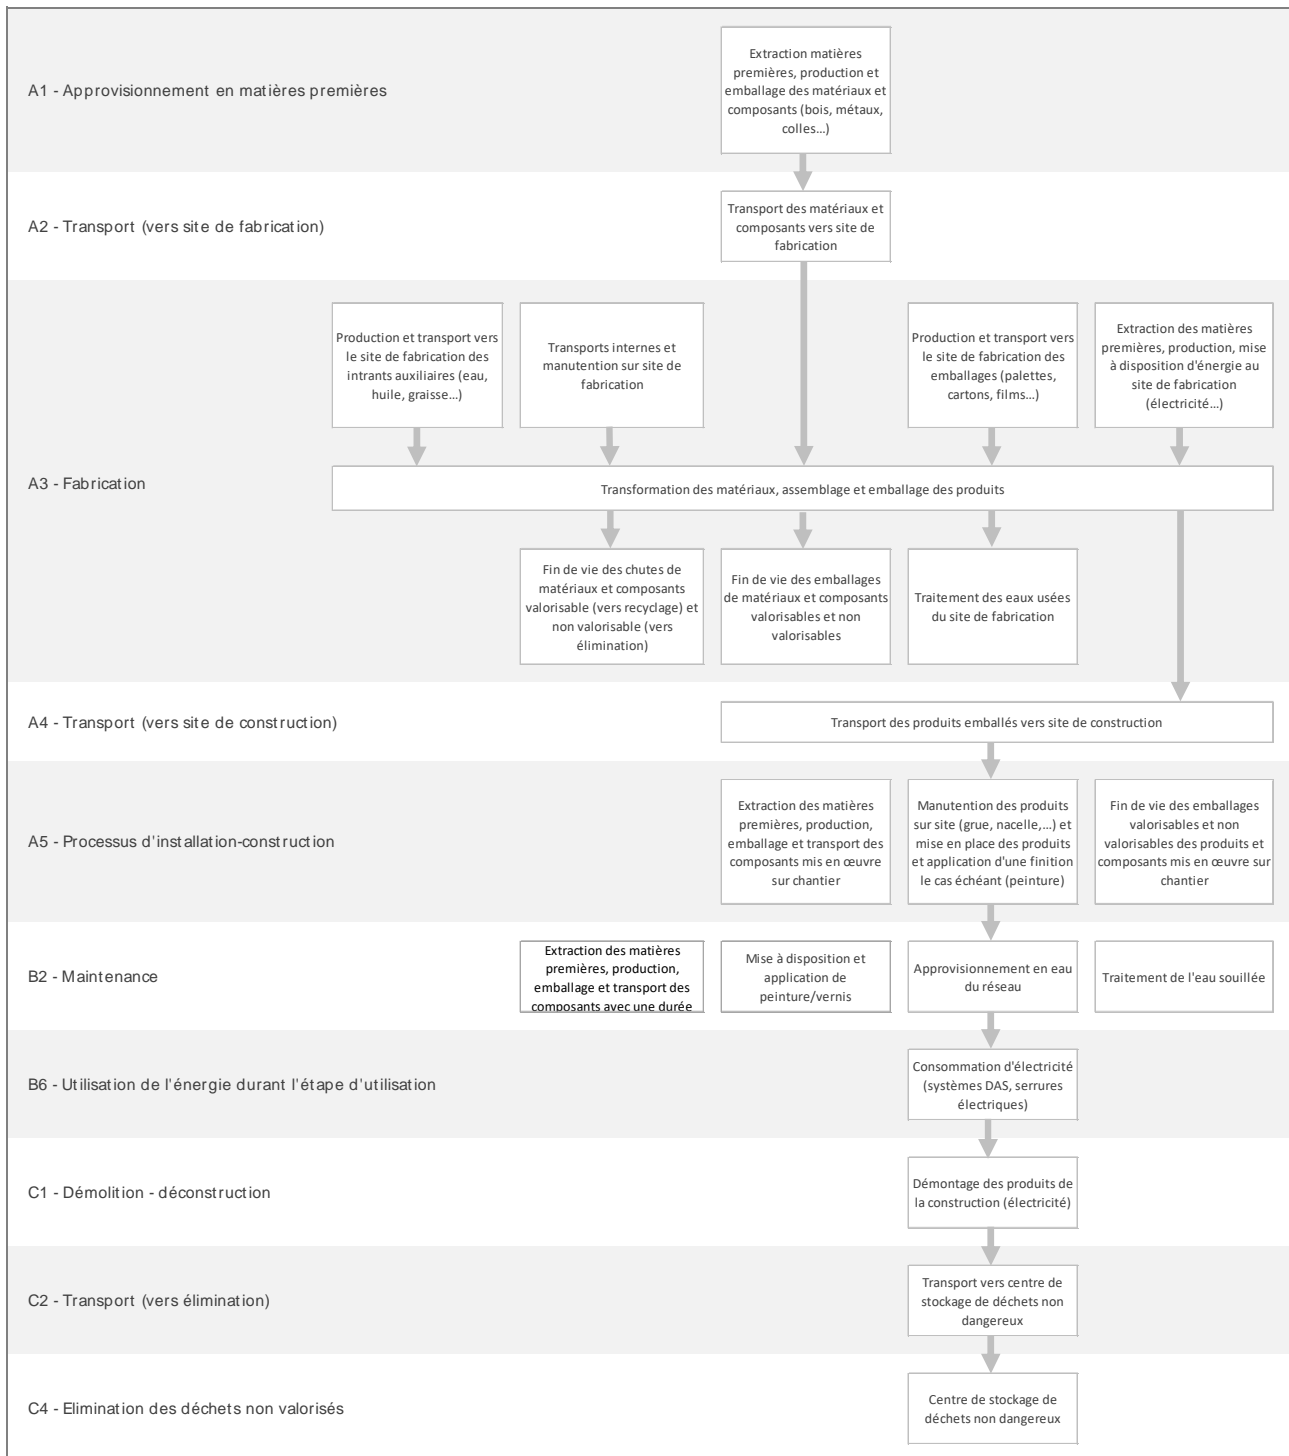 A1 - Approvisionnement en matières premières
Extraction matières
premières, production et
emballage des matériaux et
composants (bois, métaux,
colles…)
A2 - Transport (vers site de fabrication)
Transport des matériaux et
composants vers site de
fabrication
A3 - Fabrication
Production et transport vers
le site de fabrication des
intrants auxiliaires (eau,
huile, graisse…)
Transports internes et
manutention sur site de
fabrication
Production et transport vers
le site de fabrication des
emballages (palettes,
cartons, films…)
Extraction des matières
premières, production, mise
à disposition d'énergie au
site de fabrication
(électricité…)
Transformation des matériaux, assemblage et emballage des produits
Fin de vie des chutes de
matériaux et composants
valorisable (vers recyclage) et
non valorisable (vers
élimination)
Fin de vie des emballages
de matériaux et composants
valorisables et non
valorisables
Traitement des eaux usées
du site de fabrication
A4 - Transport (vers site de construction)
Transport des produits emballés vers site de construction
A5 - Processus d'installation-construction
Extraction des matières
premières, production,
emballage et transport des
composants mis en œuvre
sur chantier
Manutention des produits
sur site (grue, nacelle,…) et
mise en place des produits
et application d'une finition
le cas échéant (peinture)
Fin de vie des emballages
valorisables et non
valorisables des produits et
composants mis en œuvre sur
chantier
B2 - Maintenance
Extraction des matières
premières, production,
emballage et transport des
composants avec une durée
Mise à disposition et
application de
peinture/vernis
Approvisionnement en eau
du réseau
Traitement de l'eau souillée
B6 - Utilisation de l'énergie durant l'étape d'utilisation
Consommation d'électricité
(systèmes DAS, serrures
électriques)
C1 - Démolition - déconstruction
Démontage des produits de
la construction (électricité)
C2 - Transport (vers élimination)
Transport vers centre de
stockage de déchets non
dangereux
C4 - Elimination des déchets non valorisés
Centre de stockage de
déchets non dangereux